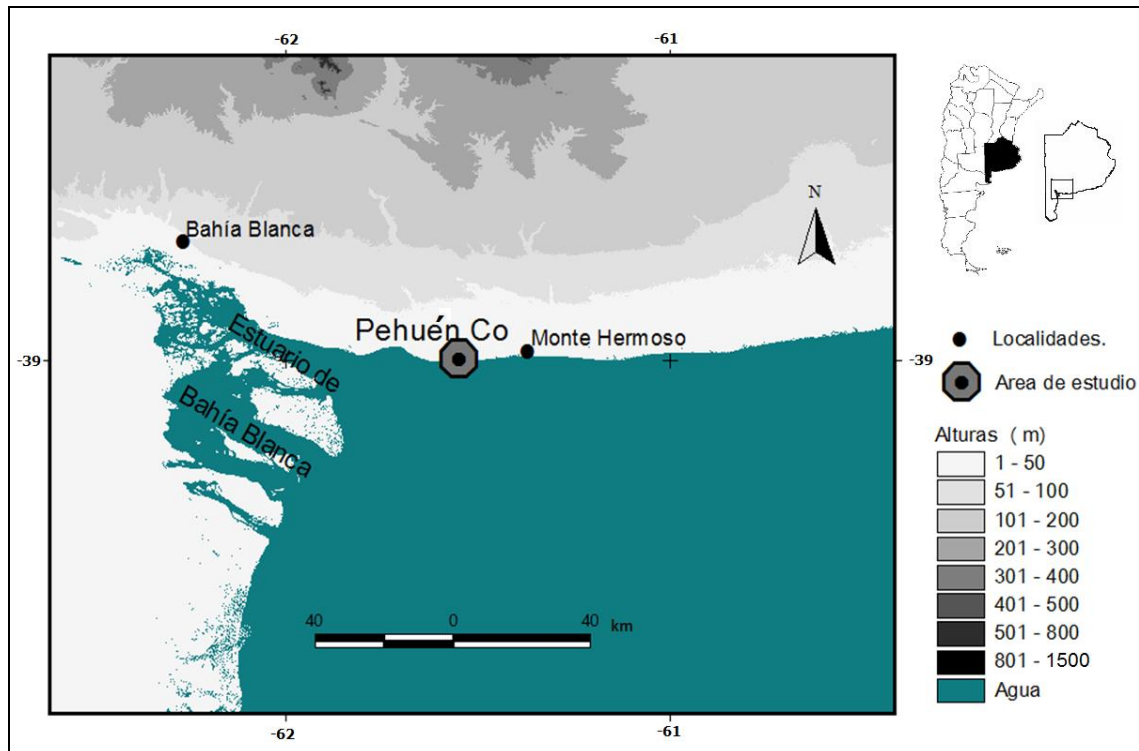 -62 -61
N
Bahía Blanca
Pehuén Co
Monte Hermoso
Estuario de
Bahía Blanca
-39 -39
40 0 40 km
-62 -61
Localidades.
Area de estudio
Alturas ( m)
1 - 50
51 - 100
101 - 200
201 - 300
301 - 400
401 - 500
501 - 800
801 - 1500
Agua